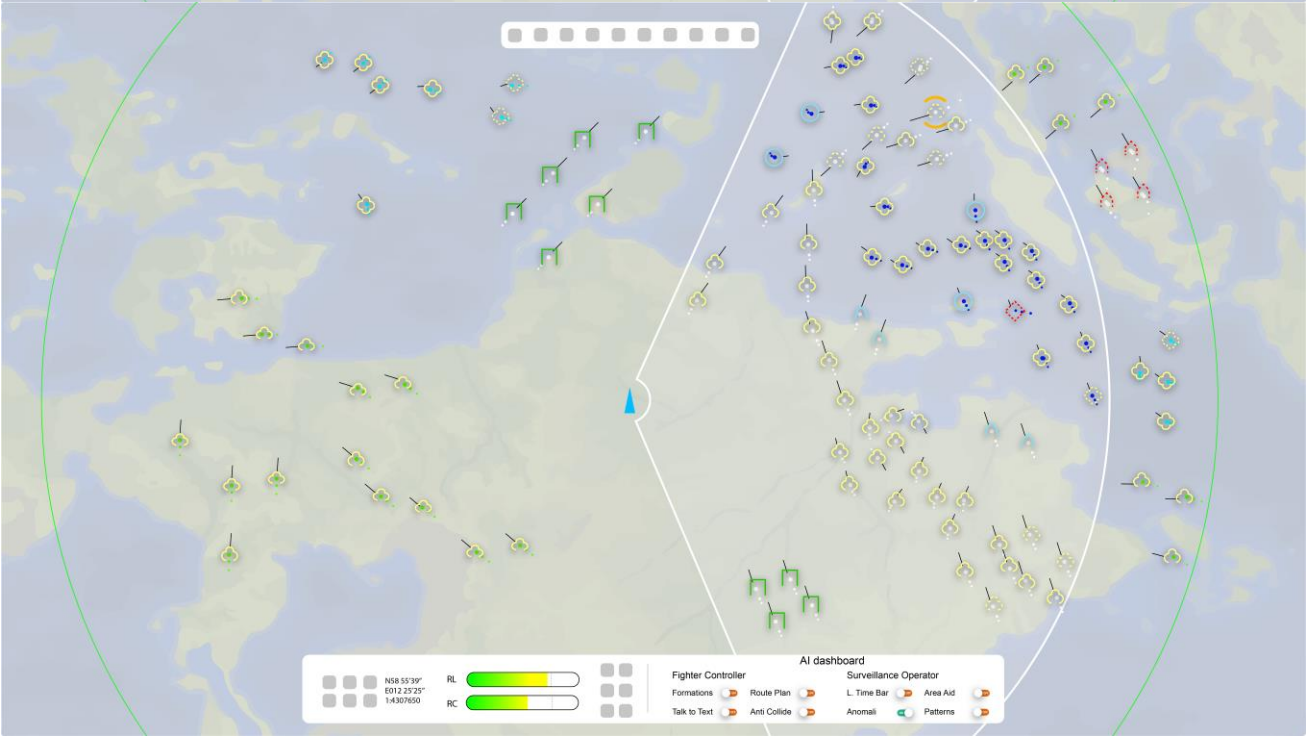 AI dashboard
N58 55'39"
E012 25'25"
1:4307650
RL
RC
Fighter Controller
Surveillance Operator
Formations
Route Plan
L. Time Bar
Area Aid
Talk to Text
Anti Collide
Anomali
Patterns